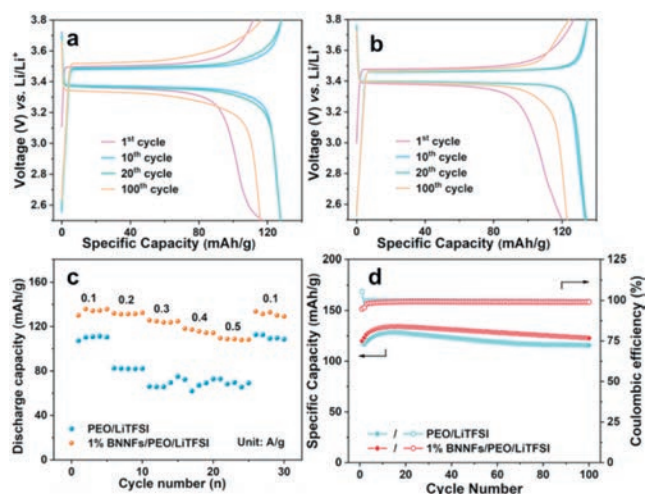 a
3.8
3.6
3.4
3.2
3.0
2.8
2.6
Voltage (V) vs. Li/Li⁺
1st cycle
10th cycle
20th cycle
100th cycle
0 20 40 60 80 100 120
Specific Capacity (mAh/g)
b
3.8
3.6
3.4
3.2
3.0
2.8
2.6
Voltage (V) vs. Li/Li⁺
1st cycle
10th cycle
20th cycle
100th cycle
0 20 40 60 80 100 120
Specific Capacity (mAh/g)
c
160
120
80
40
0
Discharge capacity (mAh/g)
0.1 0.2 0.3 0.4 0.5 0.1
PEO/LiTFSI
1% BNNFs/PEO/LiTFSI Unit: A/g
0 10 20 30
Cycle number (n)
d
200
150
100
50
0
Specific Capacity (mAh/g)
125
100
75
50
25
0
Coulombic efficiency (%)
/ PEO/LiTFSI
/ 1% BNNFs/PEO/LiTFSI
0 20 40 60 80 100
Cycle Number